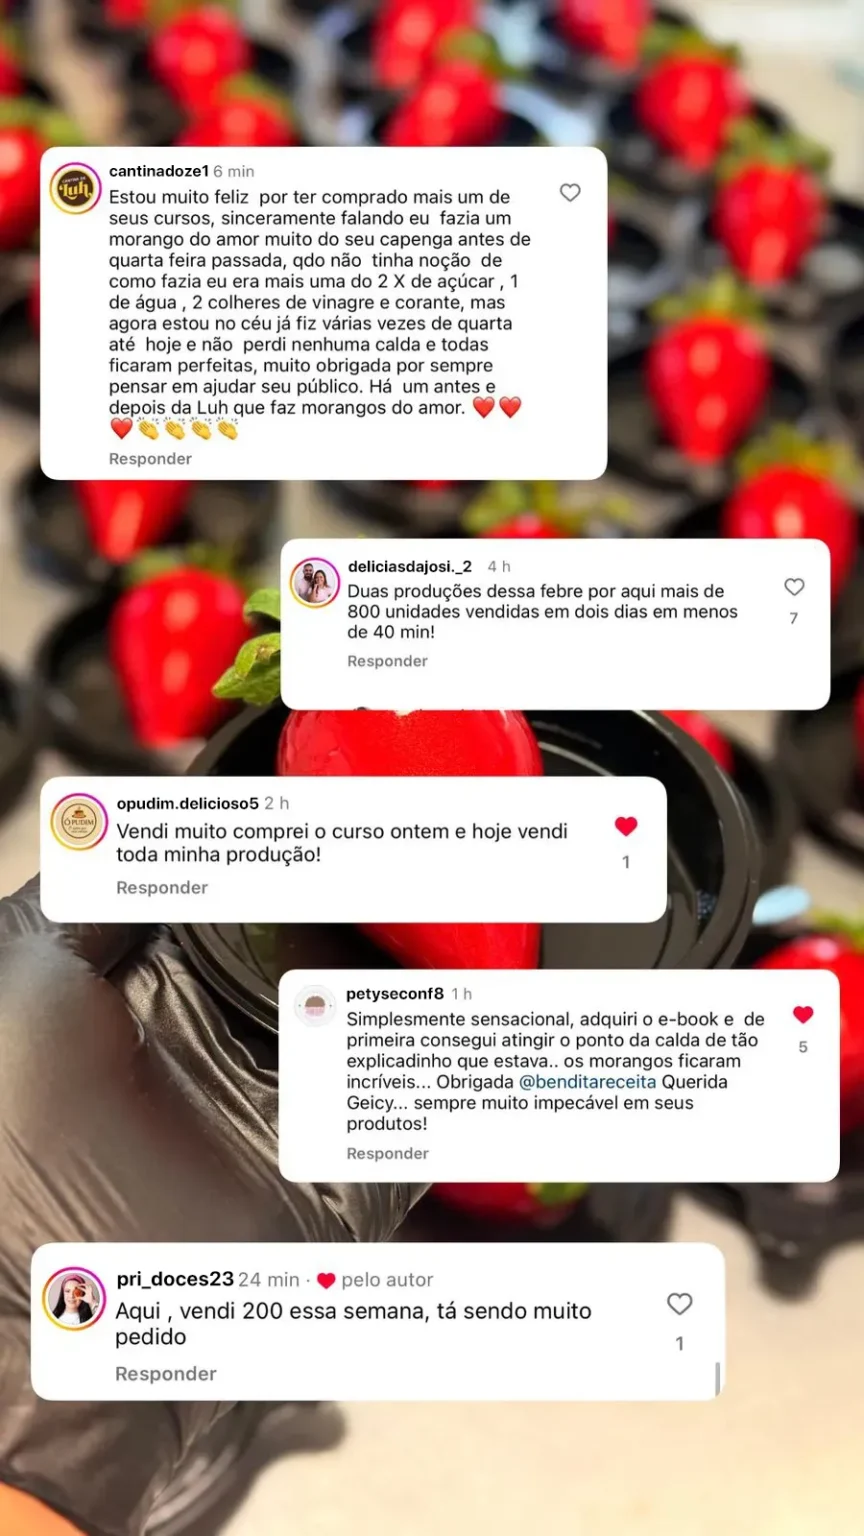 cantinadoze1 6 min
Estou muito feliz  por ter comprado mais um de
seus cursos, sinceramente falando eu  fazia um
morango do amor muito do seu capenga antes de
quarta feira passada, qdo não  tinha noção  de
como fazia eu era mais uma do 2 X de açúcar , 1
de água , 2 colheres de vinagre e corante, mas
agora estou no céu já fiz várias vezes de quarta
até  hoje e não  perdi nenhuma calda e todas
ficaram perfeitas, muito obrigada por sempre
pensar em ajudar seu público. Há  um antes e
depois da Luh que faz morangos do amor. ❤️❤️
❤️👏👏👏👏
Responder
Luh
deliciasdajosi._2 4 h
Duas produções dessa febre por aqui mais de
800 unidades vendidas em dois dias em menos
de 40 min!
7
Responder
opudim.delicioso5 2 h
Vendi muito comprei o curso ontem e hoje vendi
toda minha produção!
1
Responder
Ó PUDIM
petyseconf8 1 h
Simplesmente sensacional, adquiri o e-book e  de
primeira consegui atingir o ponto da calda de tão
explicadinho que estava.. os morangos ficaram
incríveis... Obrigada @benditareceita Querida
Geicy... sempre muito impecável em seus
produtos!
5
Responder
pri_doces23 24 min · ❤️ pelo autor
Aqui , vendi 200 essa semana, tá sendo muito
pedido
1
Responder